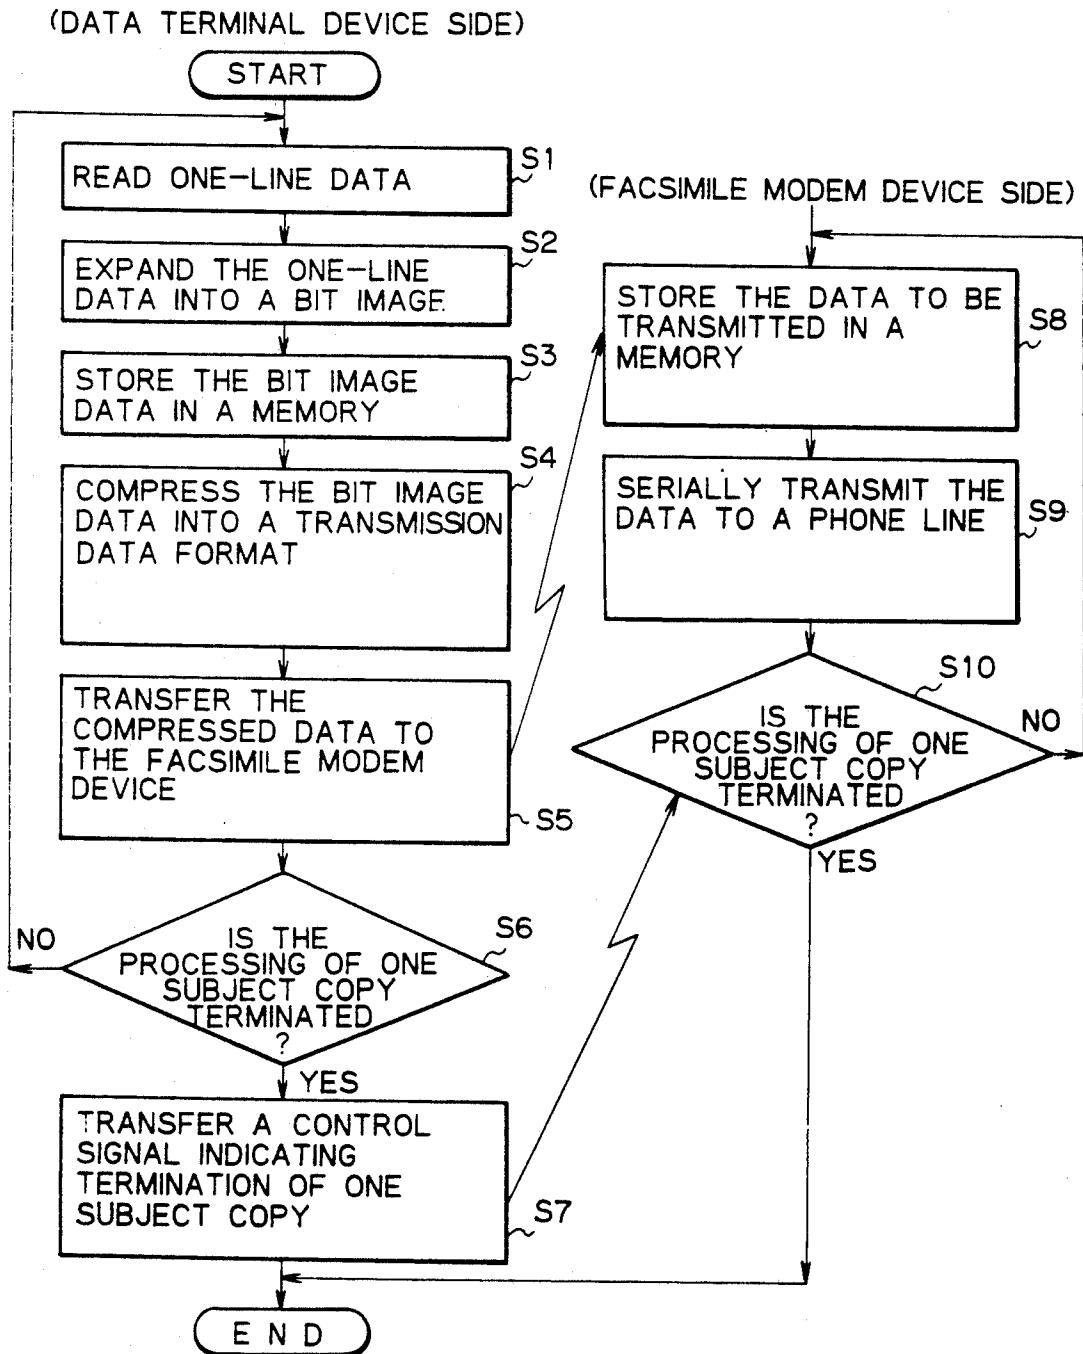 (DATA TERMINAL DEVICE SIDE)
START
S1
READ ONE-LINE DATA
S2
EXPAND THE ONE-LINE
DATA INTO A BIT IMAGE.
S3
STORE THE BIT IMAGE
DATA IN A MEMORY
S4
COMPRESS THE BIT IMAGE
DATA INTO A TRANSMISSION
DATA FORMAT
TRANSFER THE
COMPRESSED DATA TO
THE FACSIMILE MODEM
DEVICE
S5
S6
NO
IS THE
PROCESSING OF ONE
SUBJECT COPY
TERMINATED
?
YES
TRANSFER A CONTROL
SIGNAL INDICATING
TERMINATION OF ONE
SUBJECT COPY
S7
END
(FACSIMILE MODEM DEVICE SIDE)
STORE THE DATA TO BE
TRANSMITTED IN A
MEMORY
S8
SERIALLY TRANSMIT THE
DATA TO A PHONE LINE
S9
S10
IS THE
PROCESSING OF ONE
SUBJECT COPY
TERMINATED
?
NO
YES